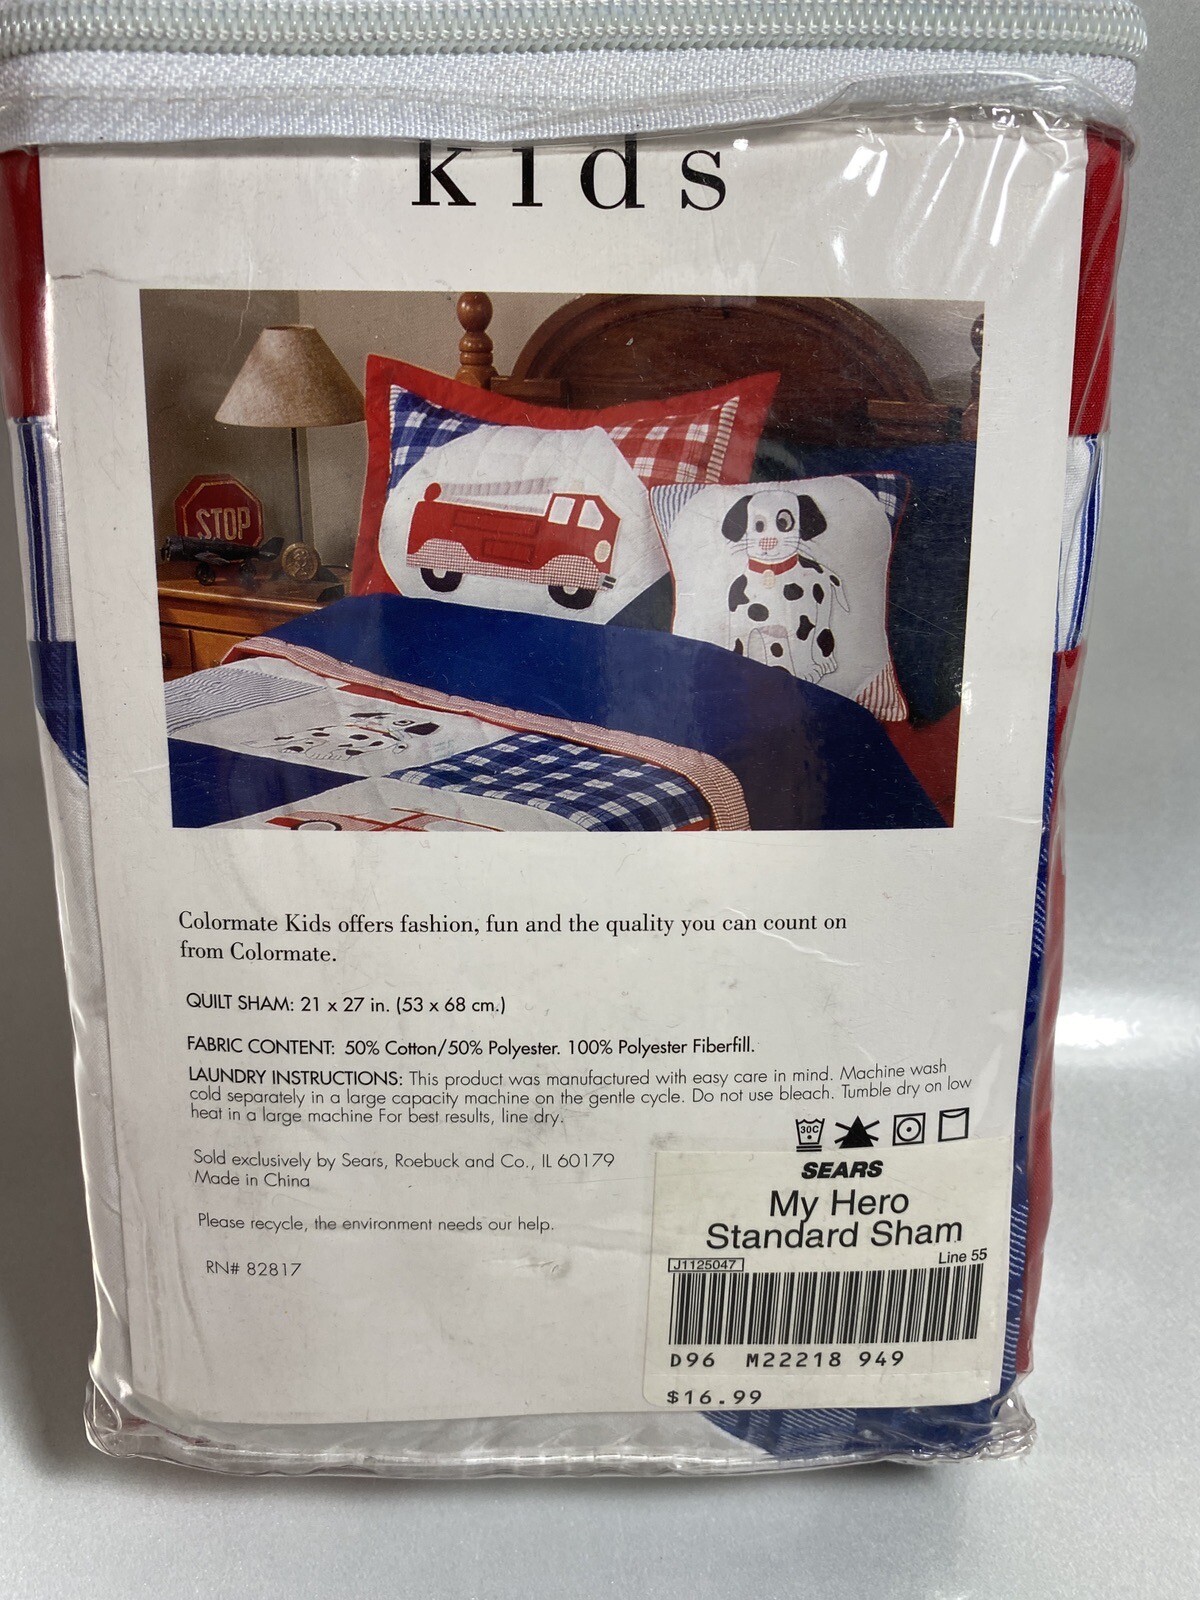 kids
STOP
Colormate Kids offers fashion, fun and the quality you can count on
from Colormate.
QUILT SHAM: 21 x 27 in. (53 x 68 cm.)
FABRIC CONTENT: 50% Cotton/50% Polyester. 100% Polyester Fiberfill.
LAUNDRY INSTRUCTIONS: This product was manufactured with easy care in mind. Machine wash
cold separately in a large capacity machine on the gentle cycle. Do not use bleach. Tumble dry on low
heat in a large machine For best results, line dry.
30C
Sold exclusively by Sears, Roebuck and Co., IL 60179
Made in China
Please recycle, the environment needs our help.
RN# 82817
SEARS
My Hero
Standard Sham
Line 55
J1125047
D96 M22218 949
$16.99